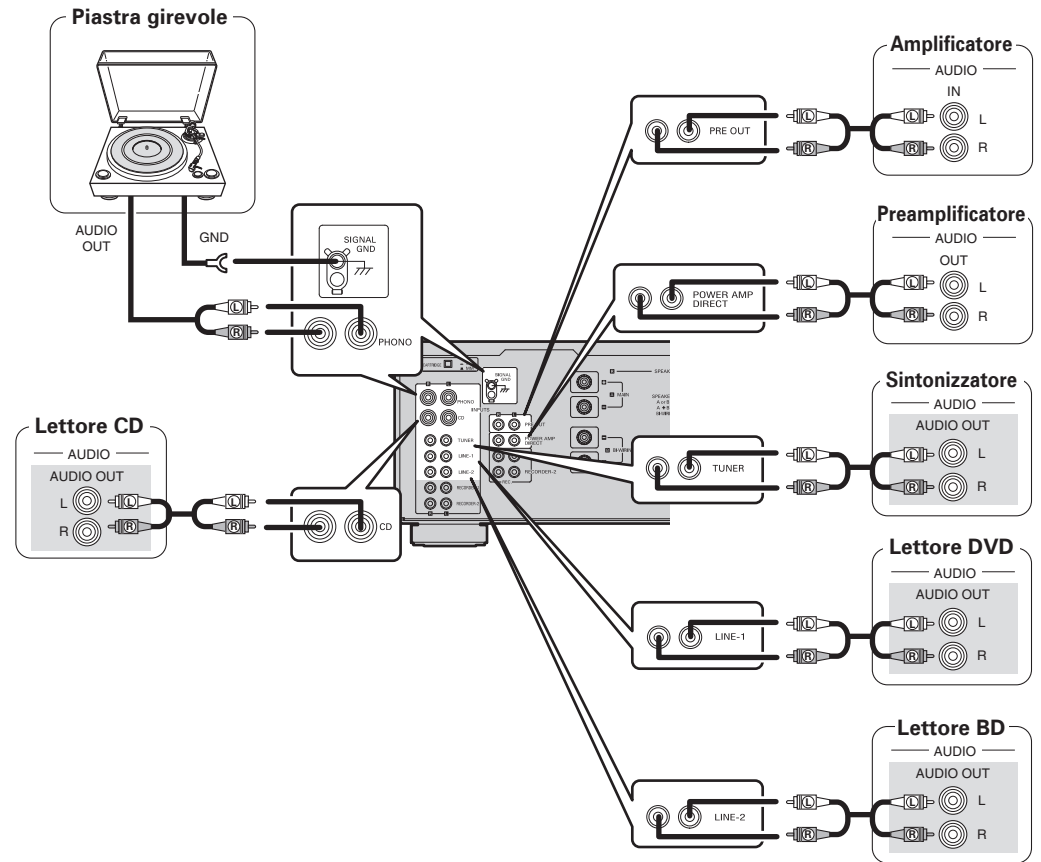 Piastra girevole
AUDIO
OUT
GND
SIGNAL
GND
L
R
PHONO
Lettore CD
AUDIO
AUDIO OUT
L
R
L
R
L
R
CD
SIGNAL
GND
PHONO
INPUTS
CD
TUNER
LINE-1
LINE-2
PRE OUT
POWER AMP
DIRECT
RECORDER-2
REC
MAIN
Amplificatore
AUDIO
IN
L
R
PRE OUT
L
R
L
R
Preamplificatore
AUDIO
OUT
L
R
POWER AMP
DIRECT
L
R
L
R
Sintonizzatore
AUDIO
AUDIO OUT
L
R
TUNER
L
R
L
R
Lettore DVD
AUDIO
AUDIO OUT
L
R
LINE-1
L
R
L
R
Lettore BD
AUDIO
AUDIO OUT
L
R
LINE-2
L
R
L
R